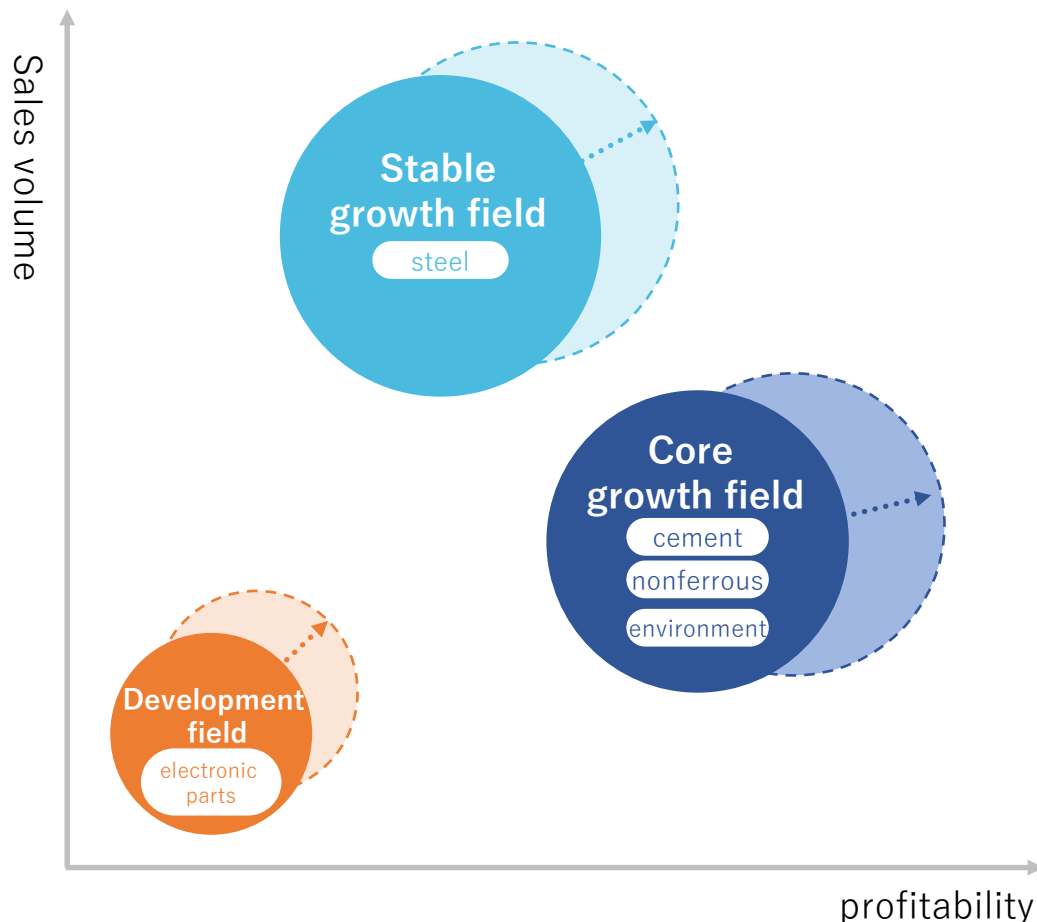 Sales volume
Stable
growth field
steel
Core
growth field
cement
nonferrous
environment
Development
field
electronic
parts
profitability